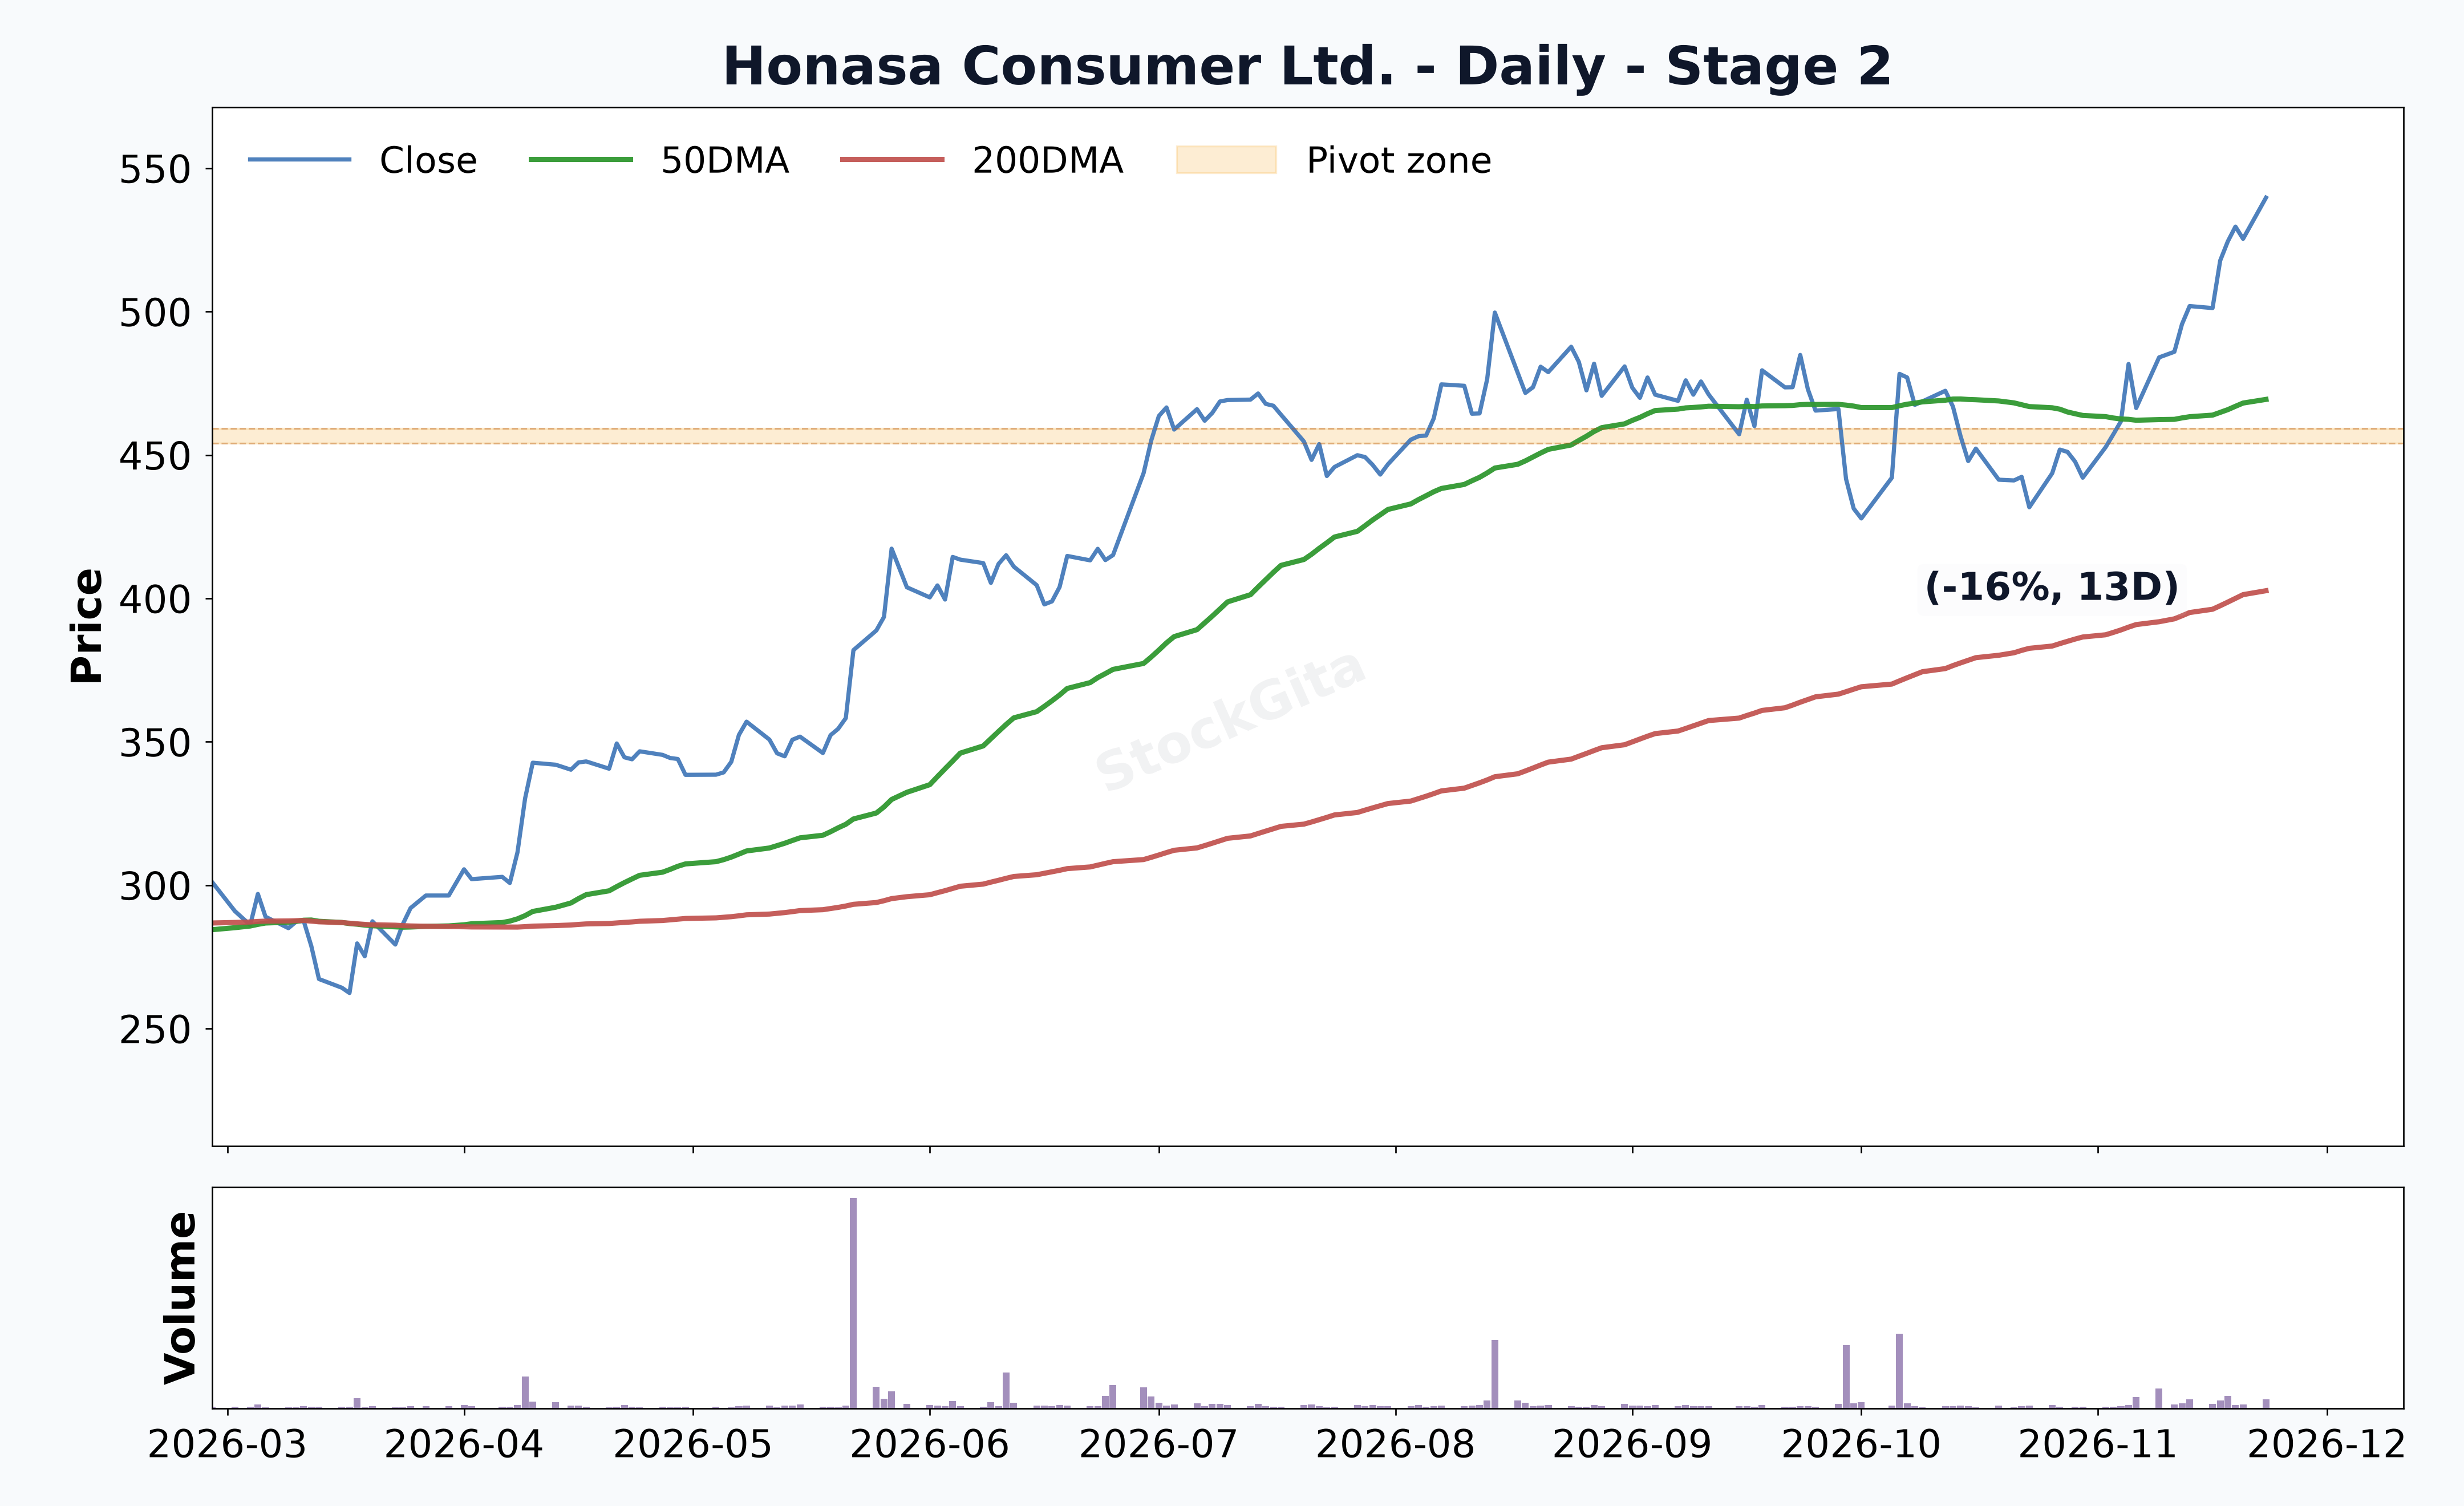 Honasa Consumer Ltd. - Daily - Stage 2
Close 50DMA 200DMA Pivot zone
550
500
450
400
350
300
250
Price
(-16%, 13D)
StockGita
Volume
2026-03 2026-04 2026-05 2026-06 2026-07 2026-08 2026-09 2026-10 2026-11 2026-12